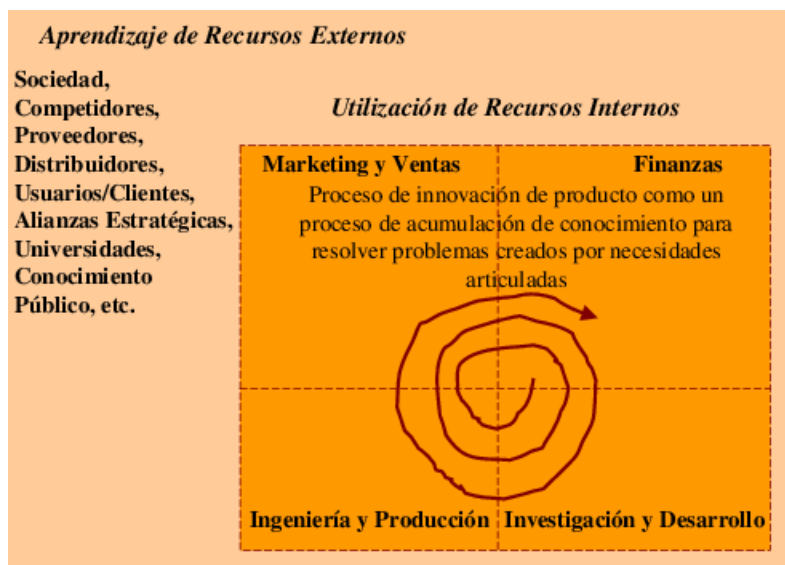 Aprendizaje de Recursos Externos
Sociedad,
Competidores,
Proveedores,
Distribuidores,
Usuarios/Clientes,
Alianzas Estratégicas,
Universidades,
Conocimiento
Público, etc.
Utilización de Recursos Internos
Marketing y Ventas
Finanzas
Proceso de innovación de producto como un
proceso de acumulación de conocimiento para
resolver problemas creados por necesidades
articuladas
Ingeniería y Producción
Investigación y Desarrollo